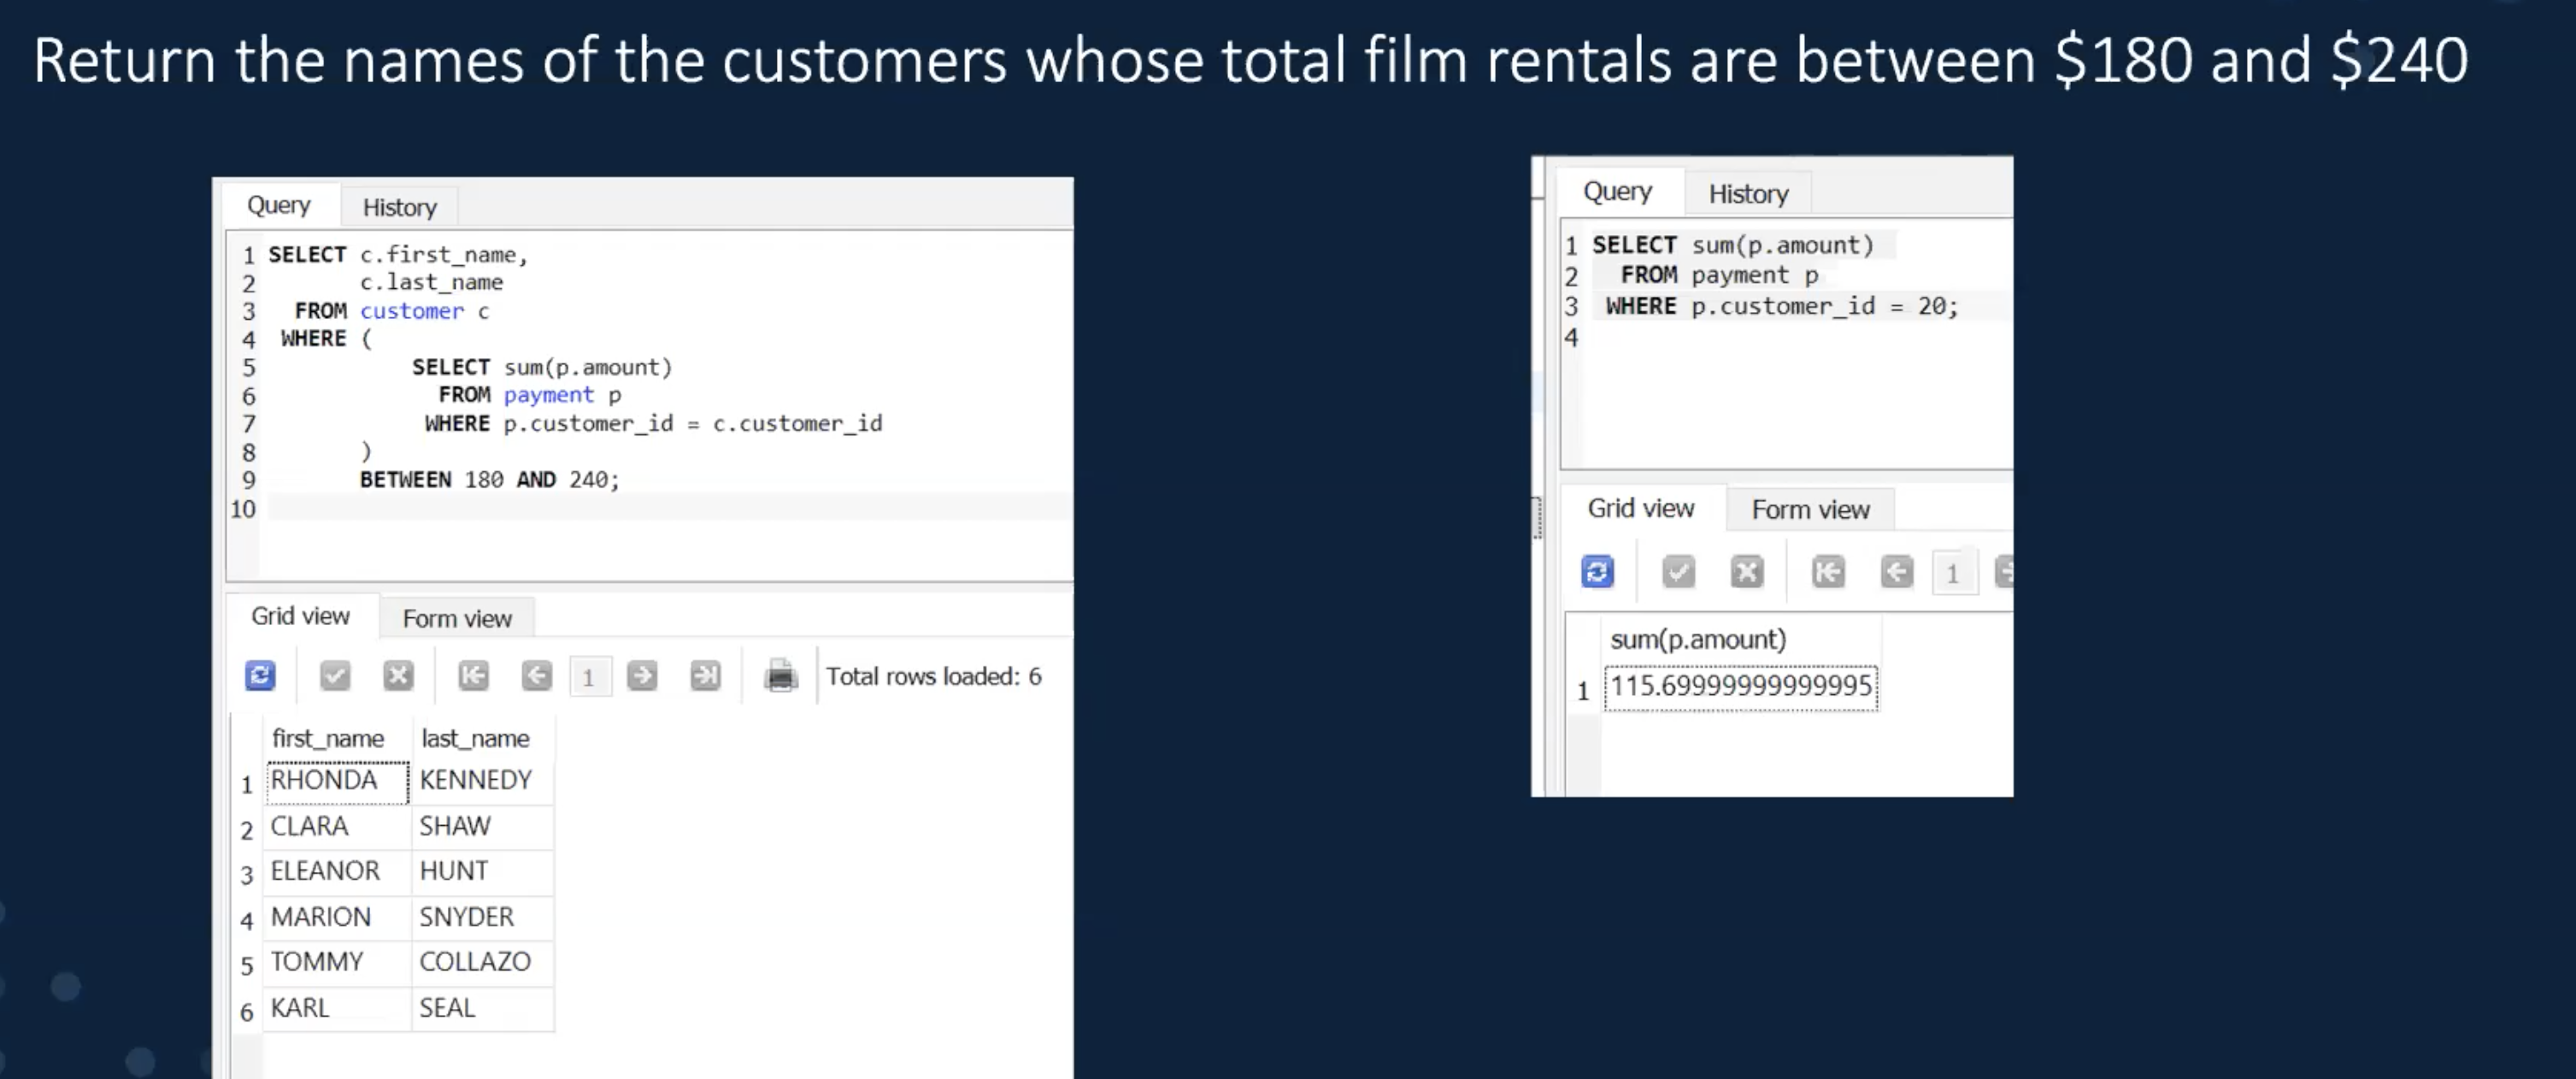 Return the names of the customers whose total film rentals are between $180 and $240
Query History
1 SELECT c.first_name,
2 c.last_name
3 FROM customer c
4 WHERE (
5 SELECT sum(p.amount)
6 FROM payment p
7 WHERE p.customer_id = c.customer_id
8 )
9 BETWEEN 180 AND 240;
10
Grid view Form view
1 Total rows loaded: 6
first_name last_name
1 RHONDA KENNEDY
2 CLARA SHAW
3 ELEANOR HUNT
4 MARION SNYDER
5 TOMMY COLLAZO
6 KARL SEAL
Query History
1 SELECT sum(p.amount)
2 FROM payment p
3 WHERE p.customer_id = 20;
4
Grid view Form view
1
sum(p.amount)
1 115.69999999999995